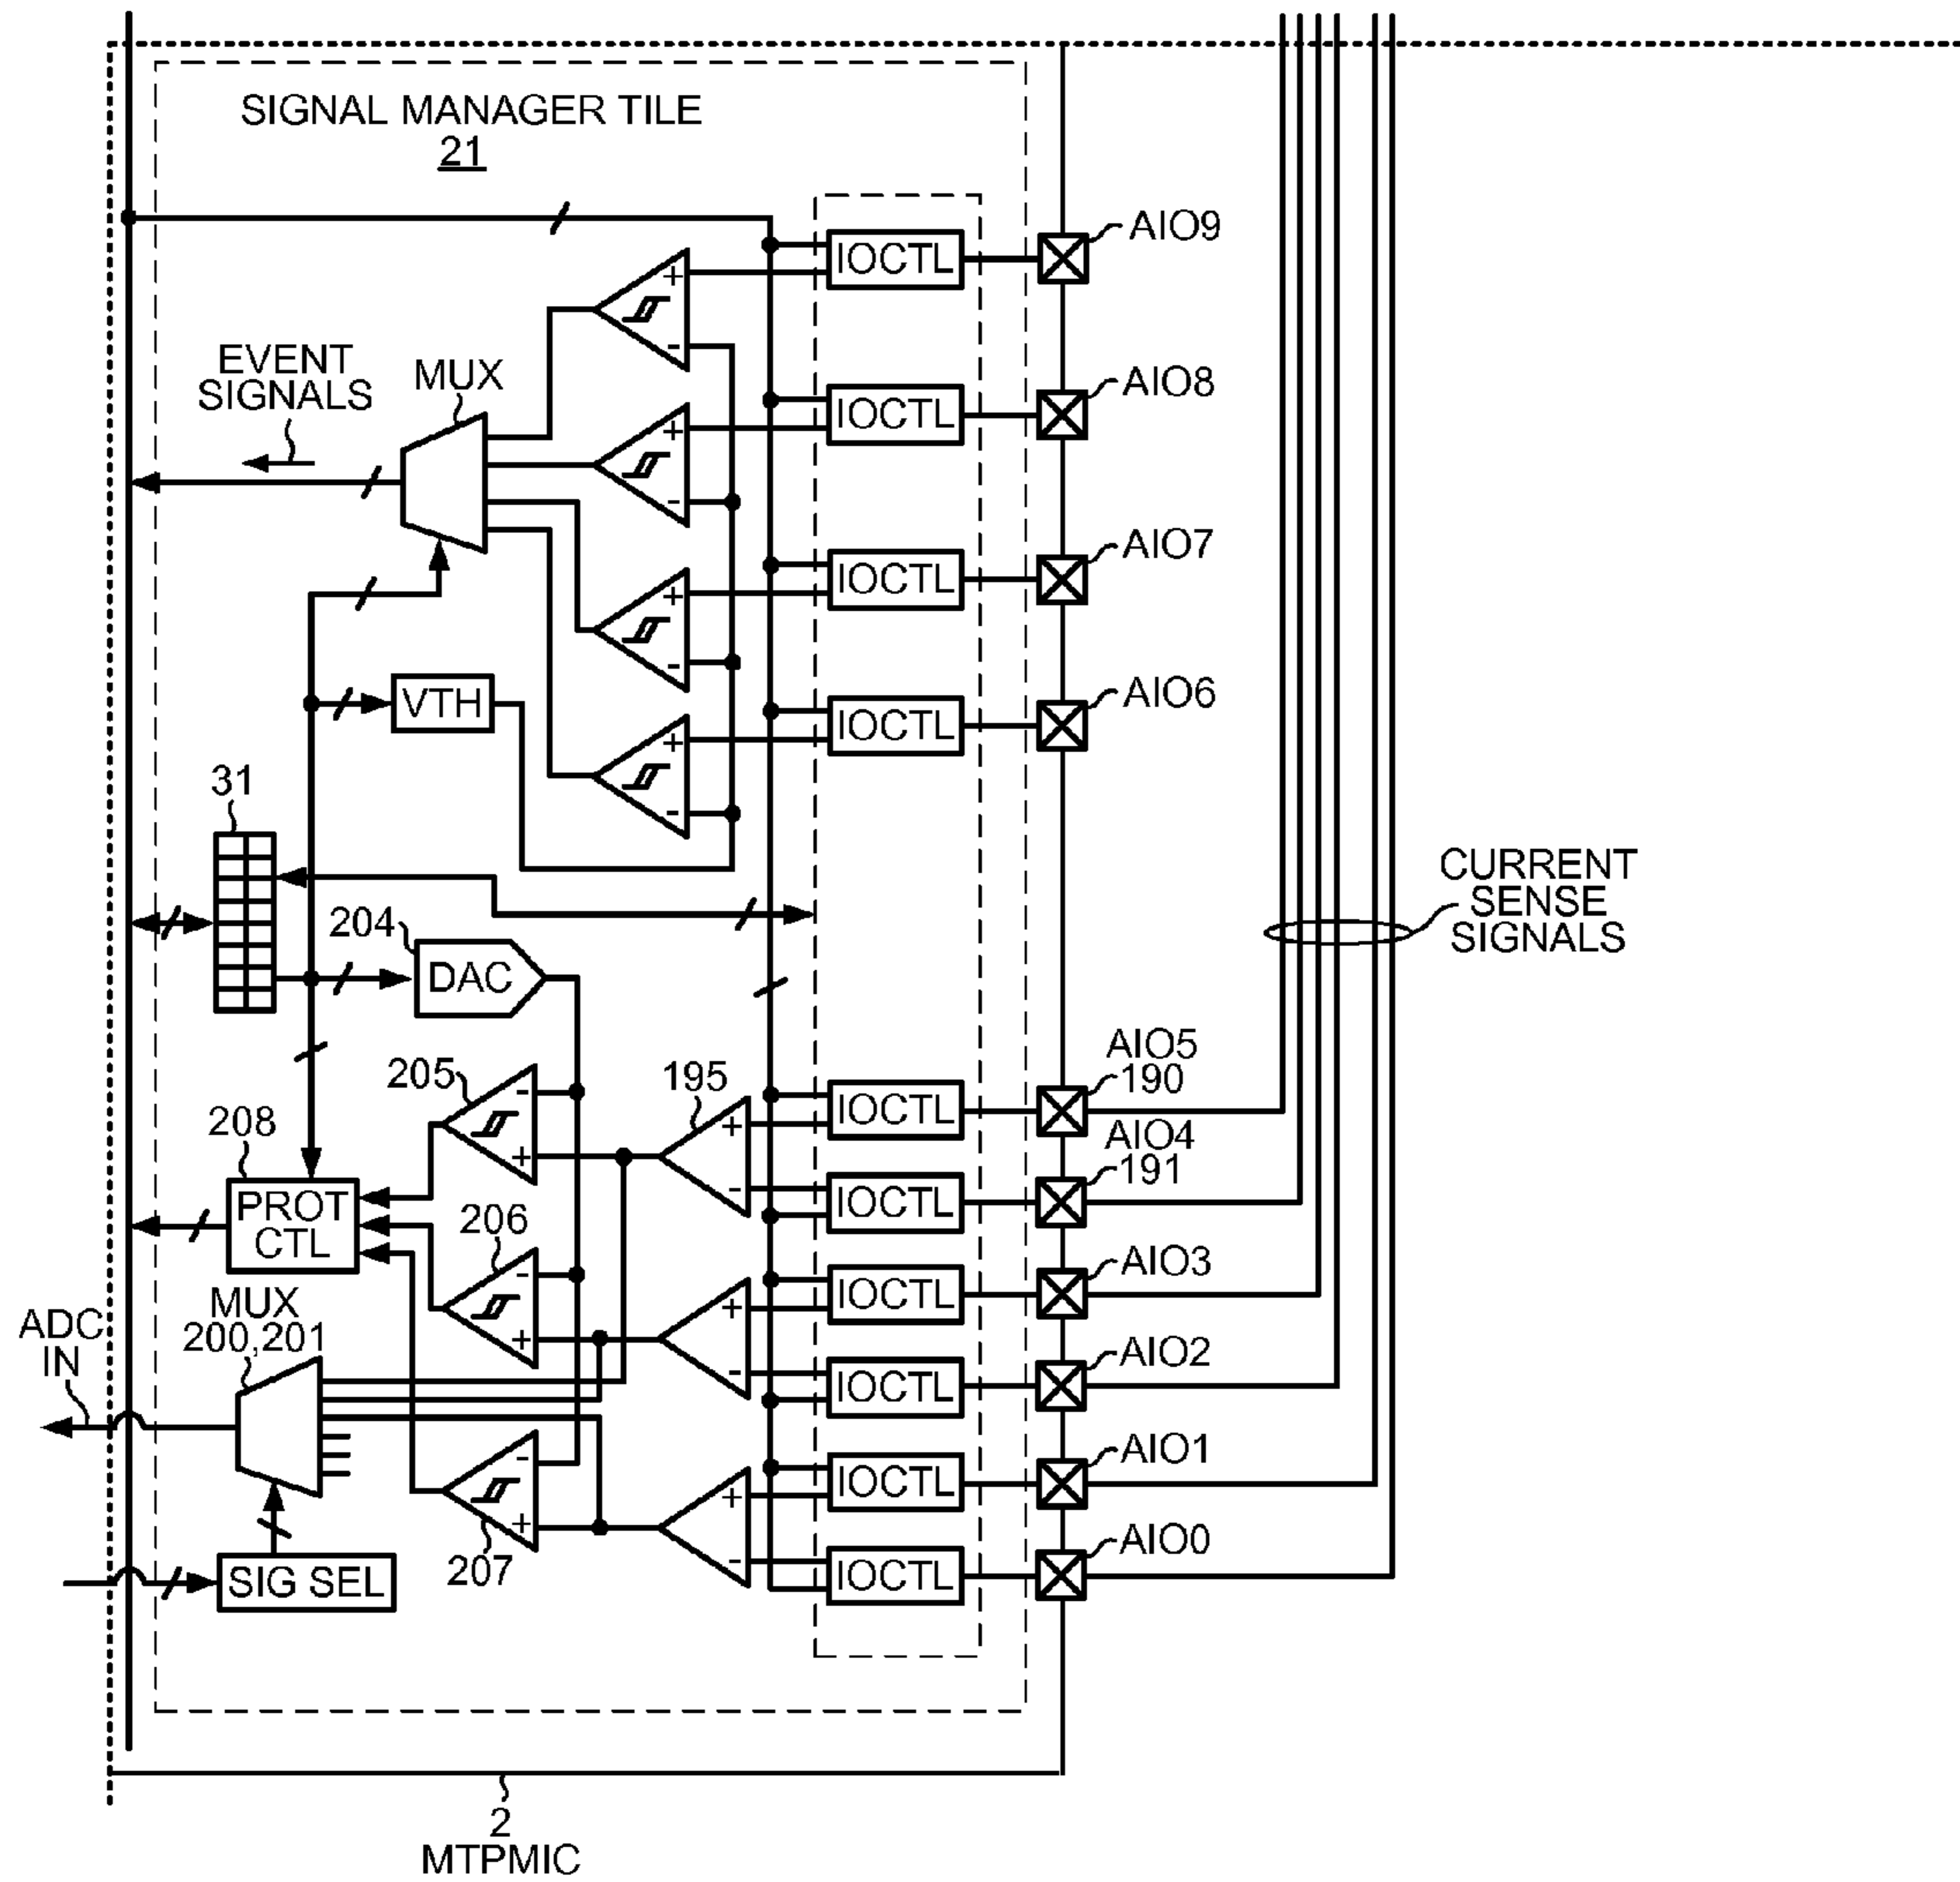 SIGNAL MANAGER TILE
21
AIO9
IOCTL
+
-
EVENT
SIGNALS
MUX
AIO8
IOCTL
+
-
AIO7
IOCTL
+
-
VTH
AIO6
IOCTL
+
-
31
CURRENT
SENSE
SIGNALS
204
DAC
AIO5
190
IOCTL
205
195
-
+
+
-
208
PROT
CTL
AIO4
191
IOCTL
206
-
+
AIO3
IOCTL
+
-
MUX
200,201
ADC
IN
AIO2
IOCTL
AIO1
IOCTL
-
+
+
-
207
SIG SEL
AIO0
IOCTL
2
MTPMIC